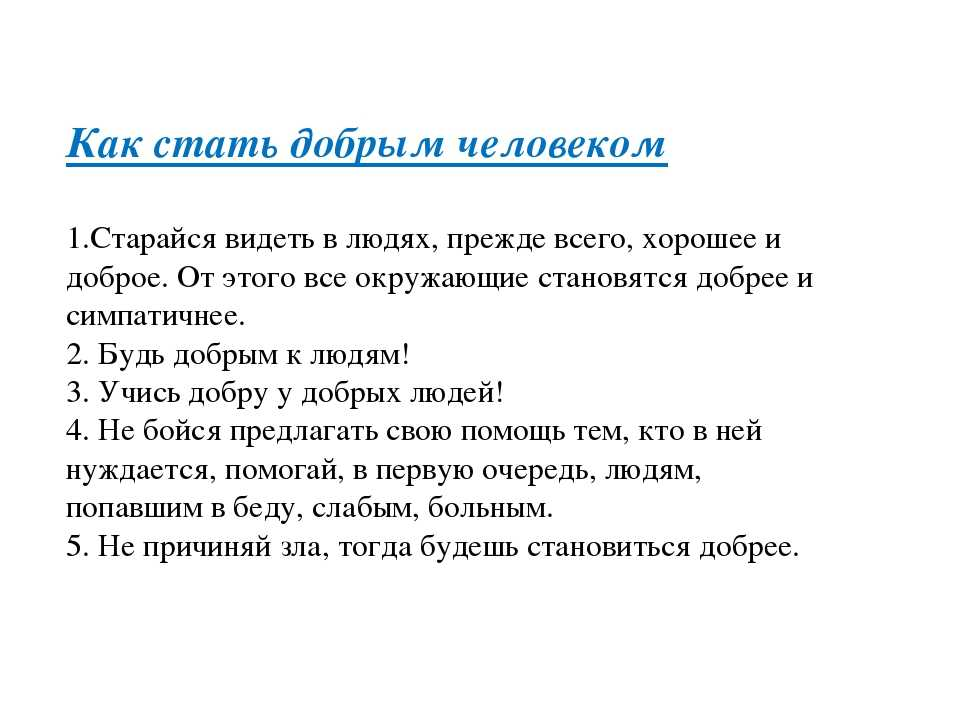 Как стать добрым человеком
1.Старайся видеть в людях, прежде всего, хорошее и
доброе. От этого все окружающие становятся добрее и
симпатичнее.
2. Будь добрым к людям!
3. Учись добру у добрых людей!
4. Не бойся предлагать свою помощь тем, кто в ней
нуждается, помогай, в первую очередь, людям,
попавшим в беду, слабым, больным.
5. Не причиняй зла, тогда будешь становиться добрее.